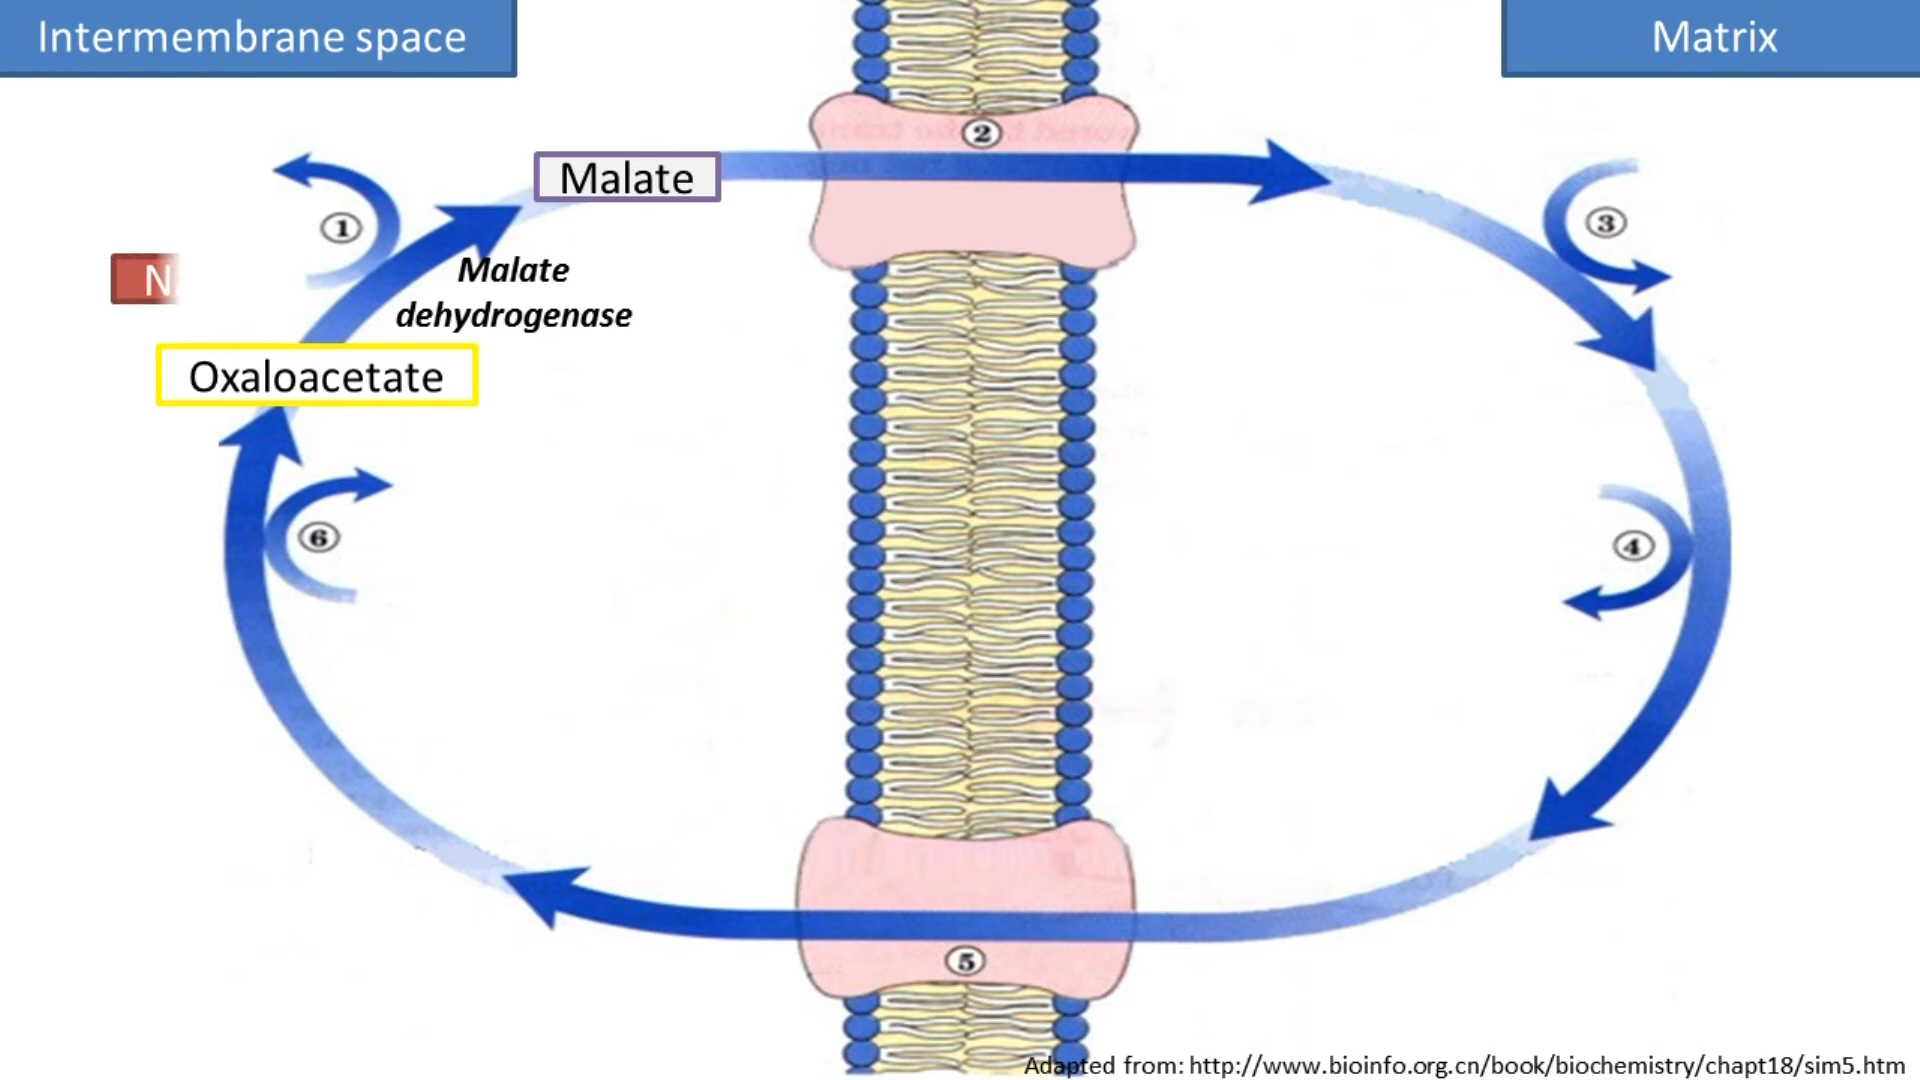 Intermembrane space
Matrix
2
Malate
1
3
N
Malate
dehydrogenase
Oxaloacetate
6
4
5
Adapted from: http://www.bioinfo.org.cn/book/biochemistry/chapt18/sim5.htm